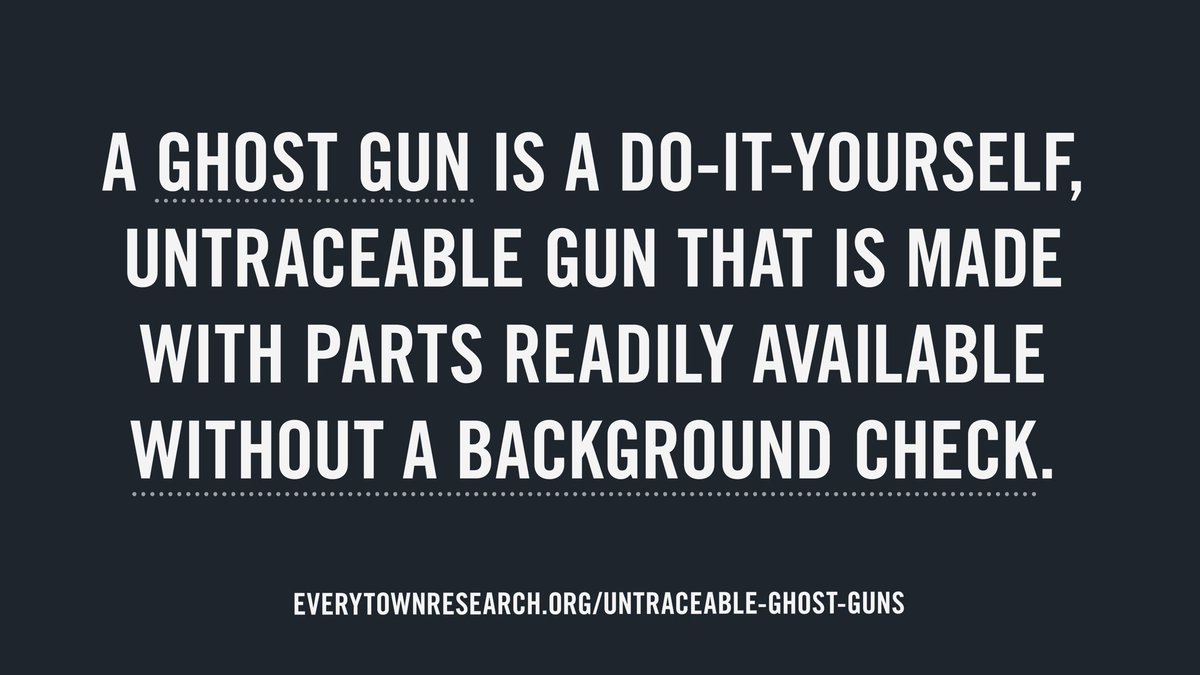 A GHOST GUN IS A DO-IT-YOURSELF,
UNTRACEABLE GUN THAT IS MADE
WITH PARTS READILY AVAILABLE
WITHOUT A BACKGROUND CHECK.
EVERYTOWNRESEARCH.ORG/UNTRACEABLE-GHOST-GUNS